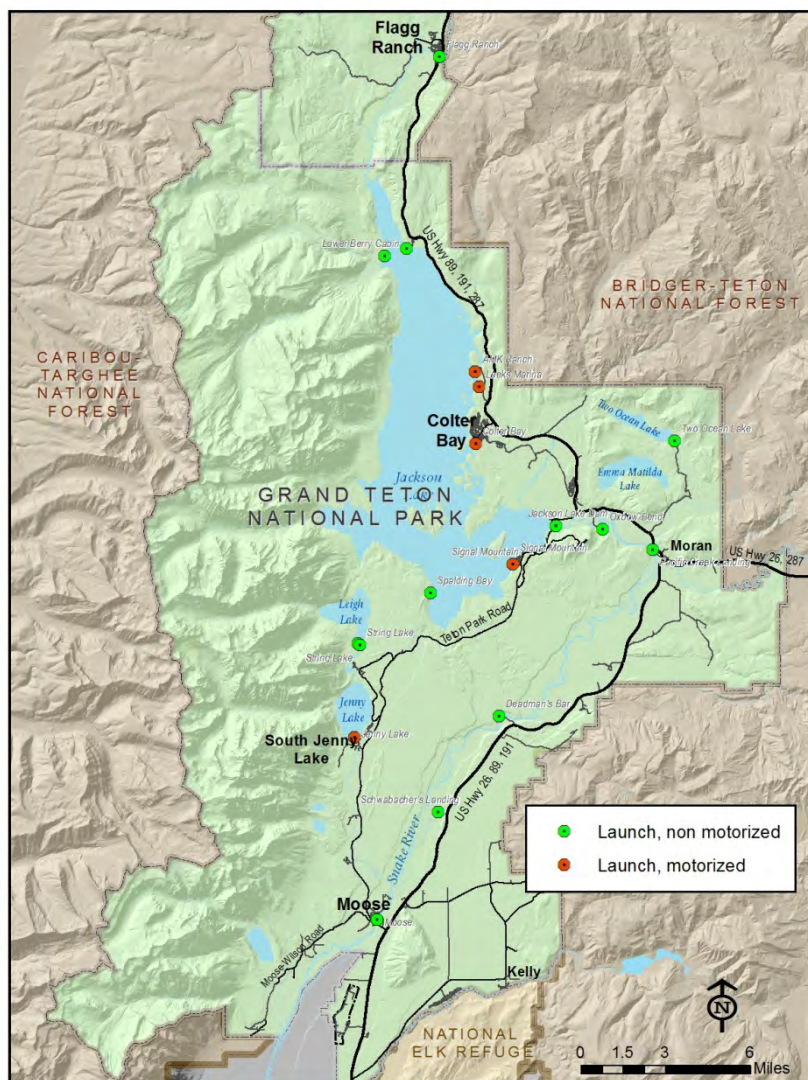 Flagg
Ranch
Flagg Ranch
Lower Berry Cabin
US Hwy 89, 191, 287
BRIDGER-TETON
NATIONAL FOREST
CARIBOU-
TARGHEE
NATIONAL
FOREST
AMK Ranch
Leeks Marina
Colter
Bay
Colter Bay
Two Ocean Lake
Two Ocean Lake
Emma Matilda
Lake
Jackson
Lake
GRAND TETON
NATIONAL PARK
Jackson Lake Dam
Oxbow Bend
Signal Mountain
Signal Mountain
Moran
Pacific Creek Landing
US Hwy 26, 287
Spalding Bay
Leigh
Lake
String Lake
Teton Park Road
String Lake
Jenny
Lake
Deadman's Bar
South Jenny
Lake
Jenny Lake
US Hwy 26, 89, 191
Schwabacher's Landing
Snake River
Launch, non motorized
Launch, motorized
Moose
Moose
Moose-Wilson Road
Kelly
NATIONAL
ELK REFUGE
N
0 1.5 3 6
Miles